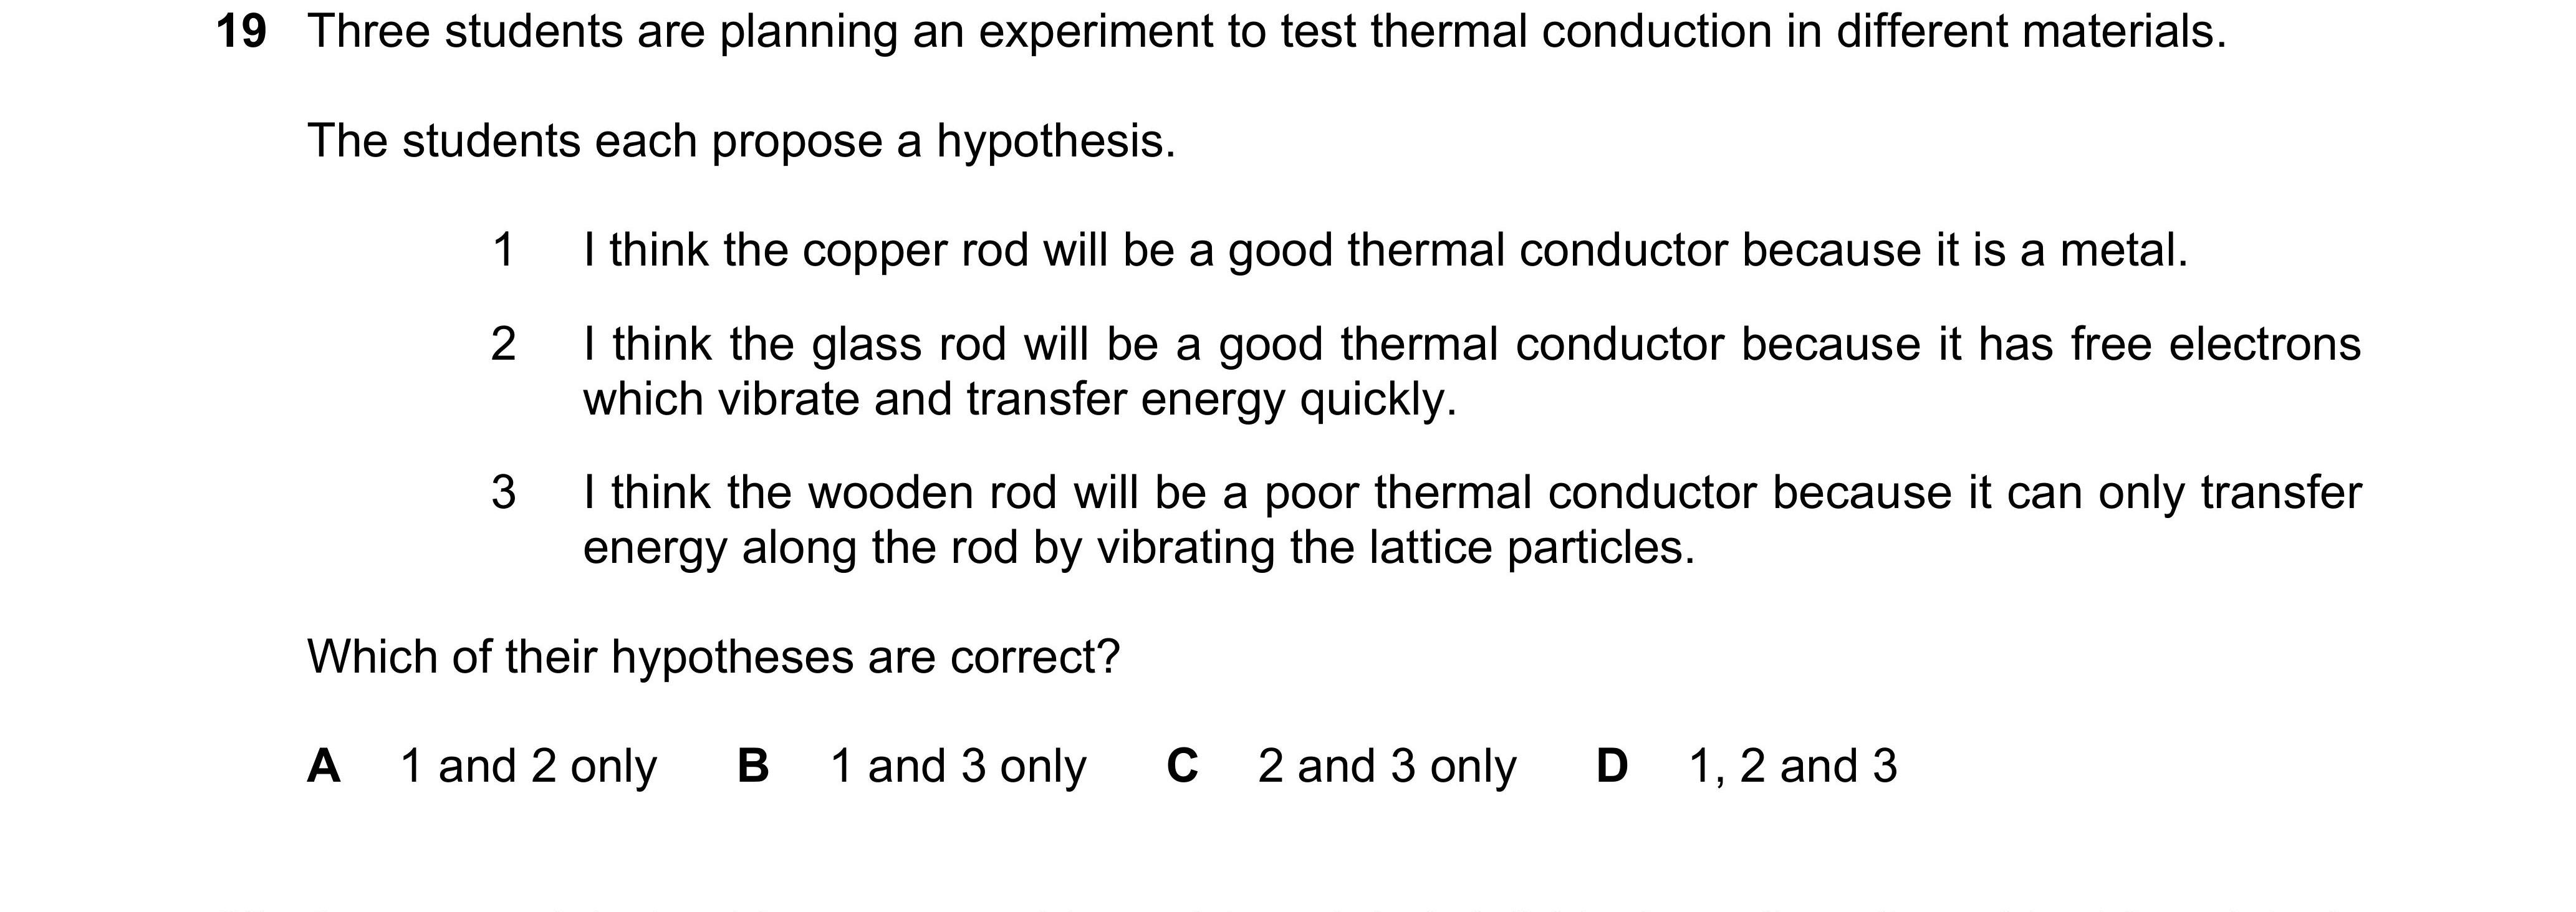 19 Three students are planning an experiment to test thermal conduction in different materials.
The students each propose a hypothesis.
1 I think the copper rod will be a good thermal conductor because it is a metal.
2 I think the glass rod will be a good thermal conductor because it has free electrons
which vibrate and transfer energy quickly.
3 I think the wooden rod will be a poor thermal conductor because it can only transfer
energy along the rod by vibrating the lattice particles.
Which of their hypotheses are correct?
A 1 and 2 only B 1 and 3 only C 2 and 3 only D 1, 2 and 3